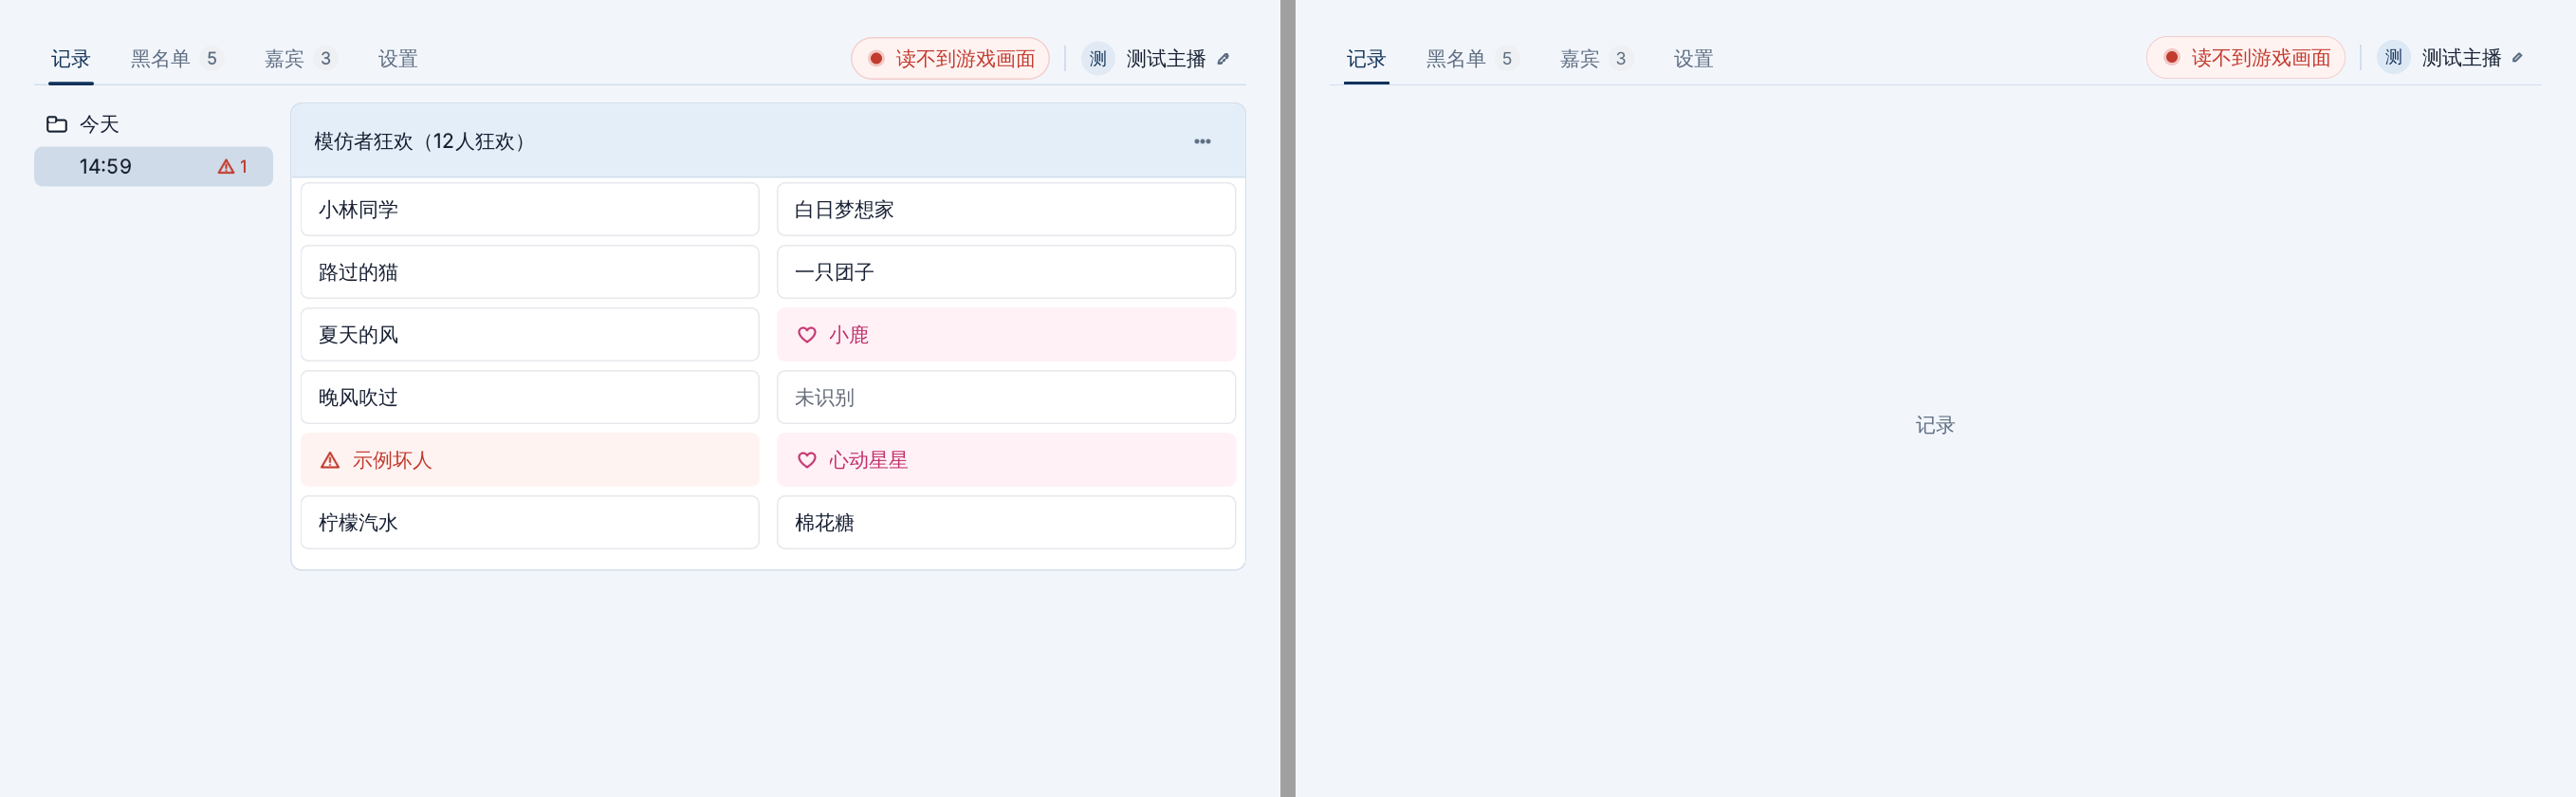 记录 黑名单 5 嘉宾 3 设置 读不到游戏画面 测 测试主播
今天
14:59 1
模仿者狂欢（12人狂欢）
小林同学 白日梦想家
路过的猫 一只团子
夏天的风 小鹿
晚风吹过 未识别
示例坏人 心动星星
柠檬汽水 棉花糖
记录 黑名单 5 嘉宾 3 设置 读不到游戏画面 测 测试主播
记录